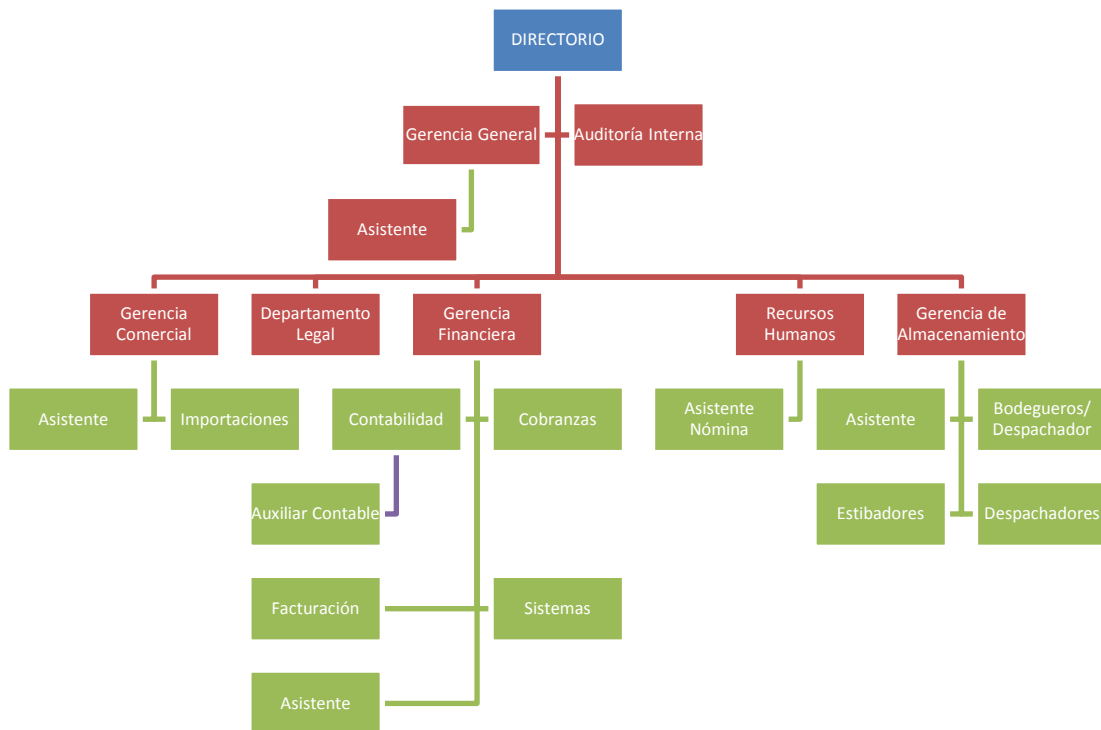 DIRECTORIO
Gerencia General
Auditoría Interna
Asistente
Gerencia
Comercial
Departamento
Legal
Gerencia
Financiera
Recursos
Humanos
Gerencia de
Almacenamiento
Asistente
Importaciones
Contabilidad
Cobranzas
Asistente
Nómina
Asistente
Bodegueros/
Despachador
Auxiliar Contable
Estibadores
Despachadores
Facturación
Sistemas
Asistente